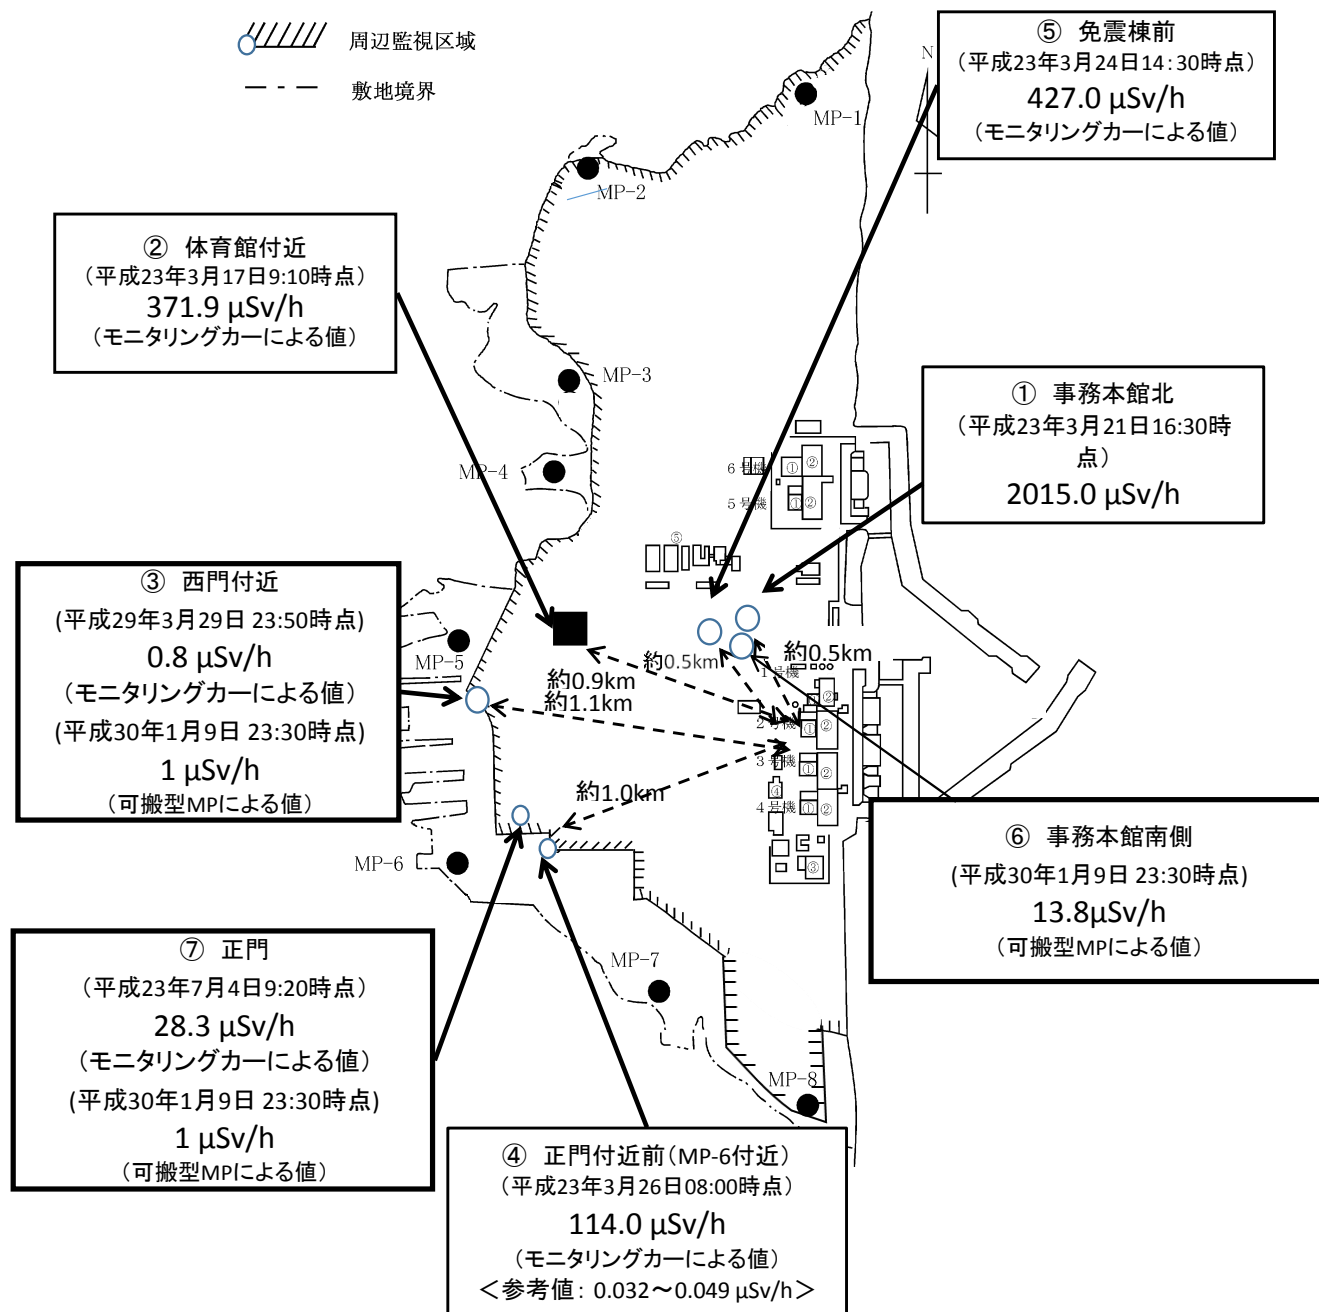 周辺監視区域
敷地境界
⑤ 免震棟前
(平成23年3月24日14:30時点)
427.0 μSv/h
(モニタリングカーによる値)
N
MP-1
MP-2
② 体育館付近
(平成23年3月17日9:10時点)
371.9 μSv/h
(モニタリングカーによる値)
MP-3
① 事務本館北
(平成23年3月21日16:30時
点)
2015.0 μSv/h
MP-4
6号機
① ②
5号機
① ②
⑤
③ 西門付近
(平成29年3月29日 23:50時点)
0.8 μSv/h
(モニタリングカーによる値)
(平成30年1月9日 23:30時点)
1 μSv/h
(可搬型MPによる値)
MP-5
約0.9km
約1.1km
約0.5km
約0.5km
1号機
②
2号機
① ②
3号機
① ②
約1.0km
④
4号機
① ②
③
MP-6
⑥ 事務本館南側
(平成30年1月9日 23:30時点)
13.8μSv/h
(可搬型MPによる値)
⑦ 正門
(平成23年7月4日9:20時点)
28.3 μSv/h
(モニタリングカーによる値)
(平成30年1月9日 23:30時点)
1 μSv/h
(可搬型MPによる値)
MP-7
MP-8
④ 正門付近前(MP-6付近)
(平成23年3月26日08:00時点)
114.0 μSv/h
(モニタリングカーによる値)
<参考値: 0.032~0.049 μSv/h>